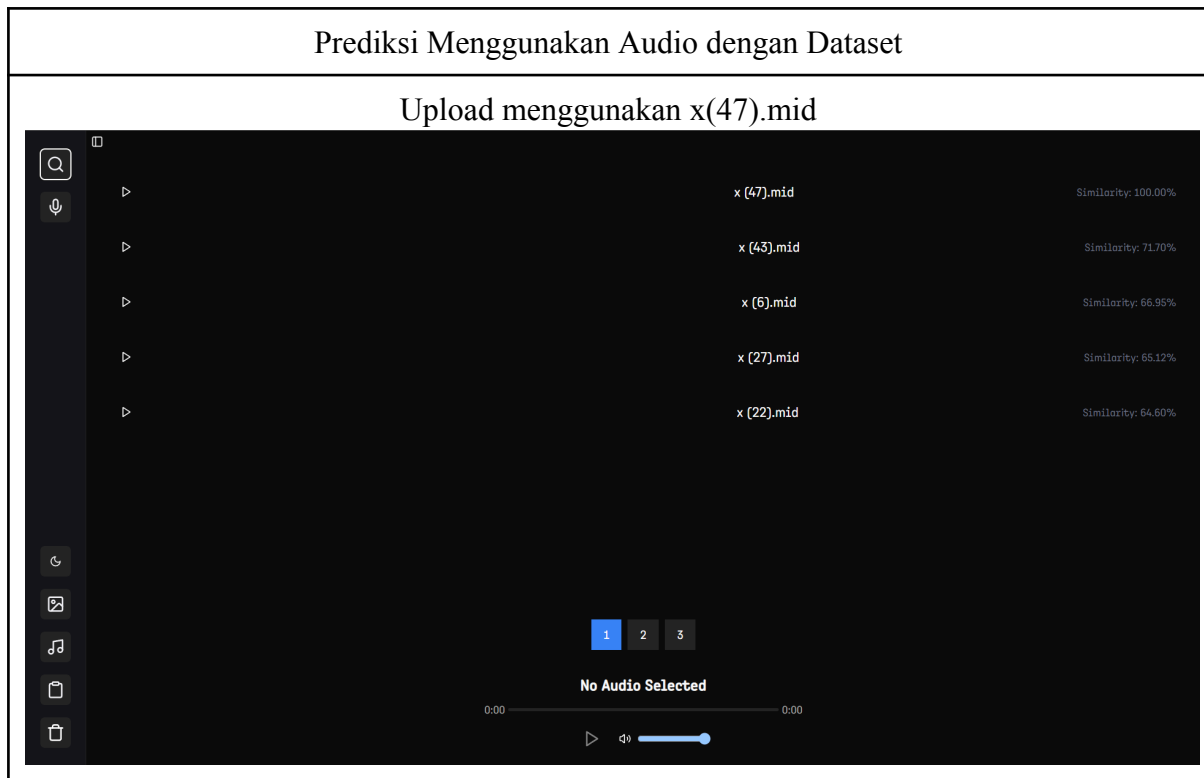 Prediksi Menggunakan Audio dengan Dataset
Upload menggunakan x(47).mid
x (47).mid Similarity: 100.00%
x (43).mid Similarity: 71.70%
x (6).mid Similarity: 66.95%
x (27).mid Similarity: 65.12%
x (22).mid Similarity: 64.60%
1 2 3
No Audio Selected
0:00 0:00